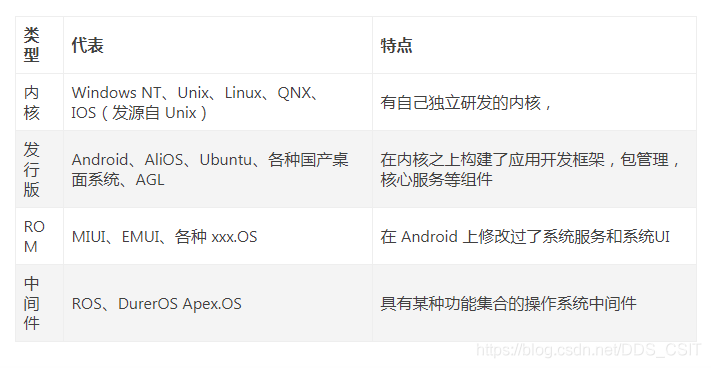 类型 代表 特点
内核 Windows NT、Unix、Linux、QNX、IOS（发源自 Unix） 有自己独立研发的内核，
发行版 Android、AliOS、Ubuntu、各种国产桌面系统、AGL 在内核之上构建了应用开发框架，包管理，核心服务等组件
ROM MIUI、EMUI、各种 xxx.OS 在 Android 上修改过了系统服务和系统UI
中间件 ROS、DurerOS Apex.OS 具有某种功能集合的操作系统中间件
https://blog.csdn.net/DDS_CSIT